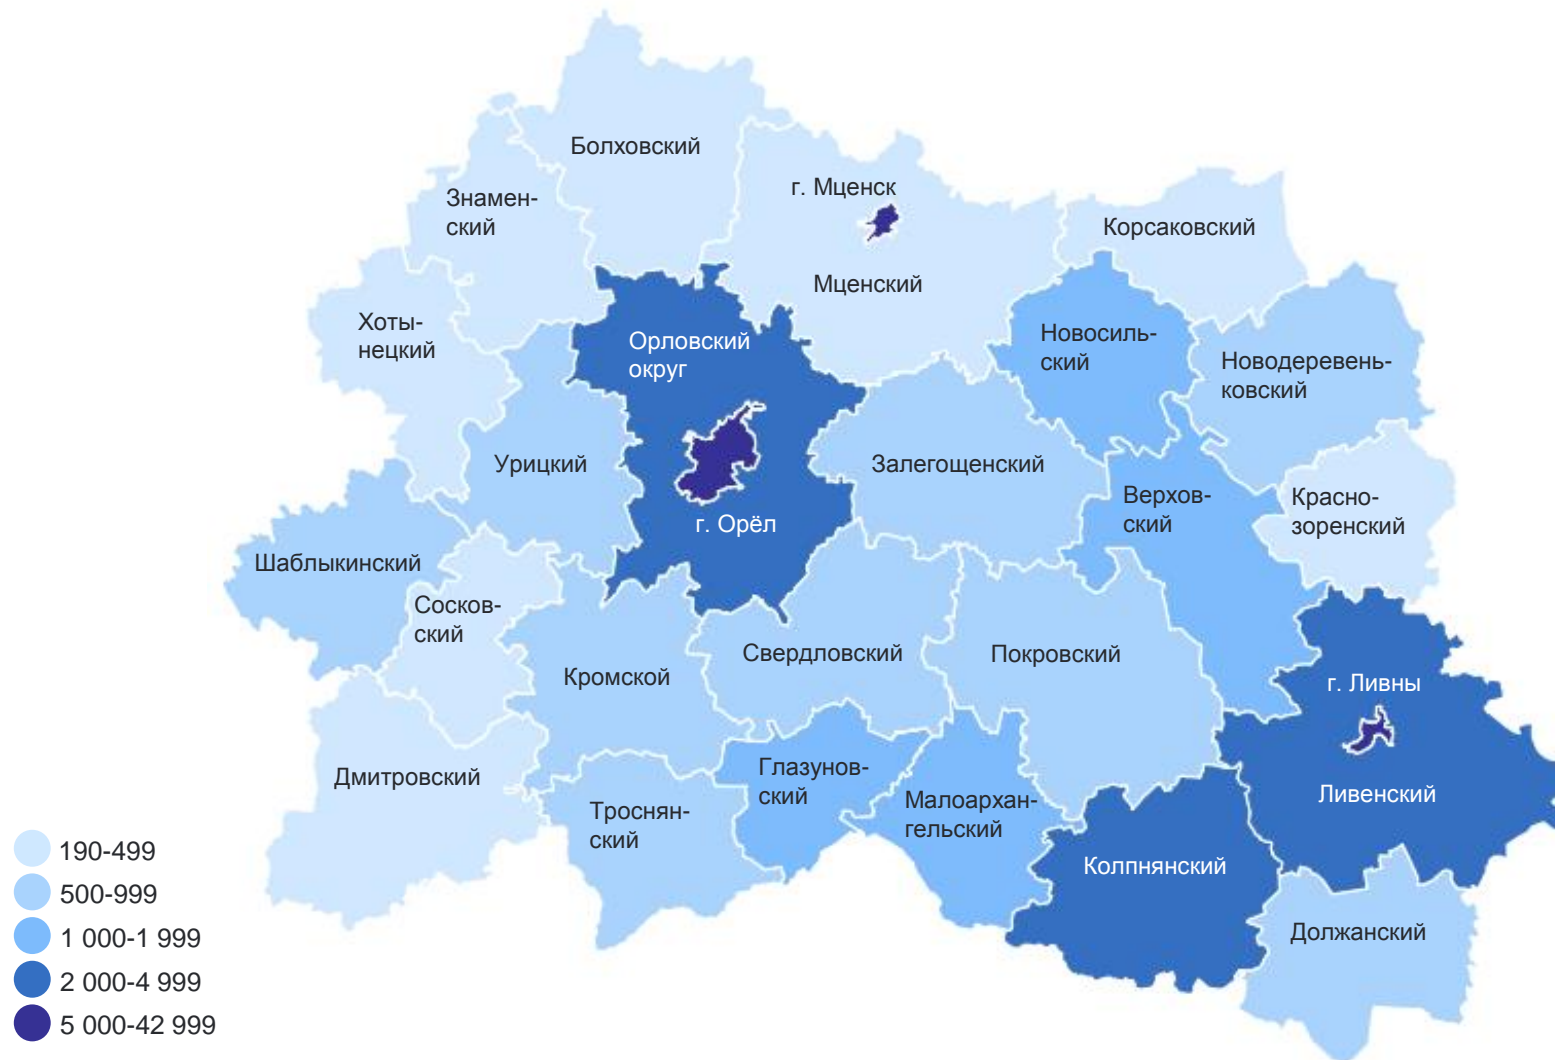 Болховский
г. Мценск
Знамен-
ский
Корсаковский
Мценский
Хоты-
нецкий
Орловский
округ
Новосиль-
ский
Новодеревень-
ковский
Урицкий
Залегощенский
Верхов-
ский
Красно-
зоренский
г. Орёл
Шаблыкинский
Сосков-
ский
Кромской
Свердловский
Покровский
г. Ливны
Дмитровский
Глазунов-
ский
Троснян-
ский
Малоархан-
гельский
Ливенский
Колпнянский
Должанский
190-499
500-999
1 000-1 999
2 000-4 999
5 000-42 999